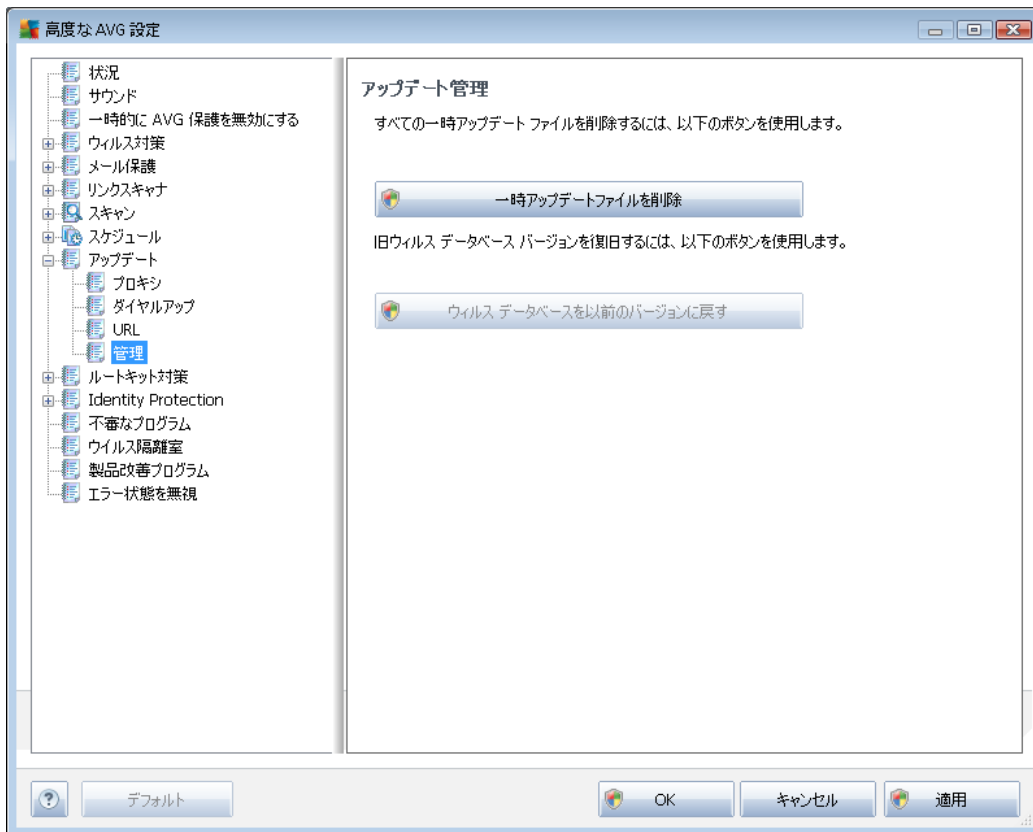 高度な AVG 設定
状況
サウンド
一時的に AVG 保護を無効にする
ウィルス対策
メール保護
リンクスキャナ
スキャン
スケジュール
アップデート
プロキシ
ダイヤルアップ
URL
管理
ルートキット対策
Identity Protection
不審なプログラム
ウイルス隔離室
製品改善プログラム
エラー状態を無視
アップデート管理
すべての一時アップデート ファイルを削除するには、以下のボタンを使用します。
一時アップデートファイルを削除
旧ウィルス データベース バージョンを復旧するには、以下のボタンを使用します。
ウィルス データベースを以前のバージョンに戻す
? デフォルト OK キャンセル 適用